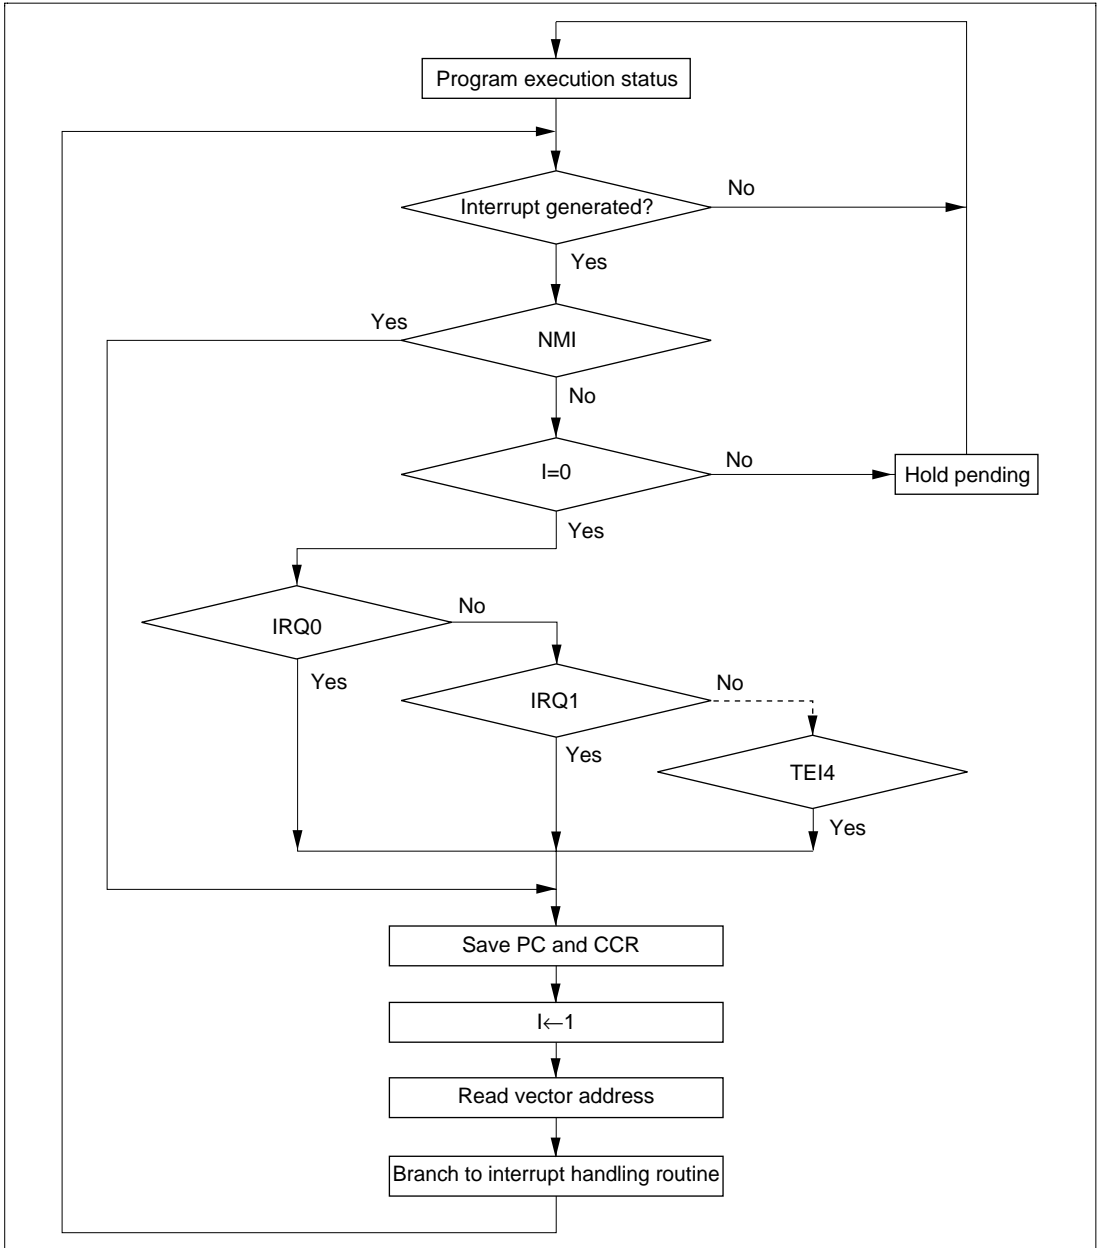 Program execution status
No
Interrupt generated?
Yes
Yes
NMI
No
No
I=0
Hold pending
Yes
No
IRQ0
Yes
No
IRQ1
Yes
TEI4
Yes
Save PC and CCR
I←1
Read vector address
Branch to interrupt handling routine